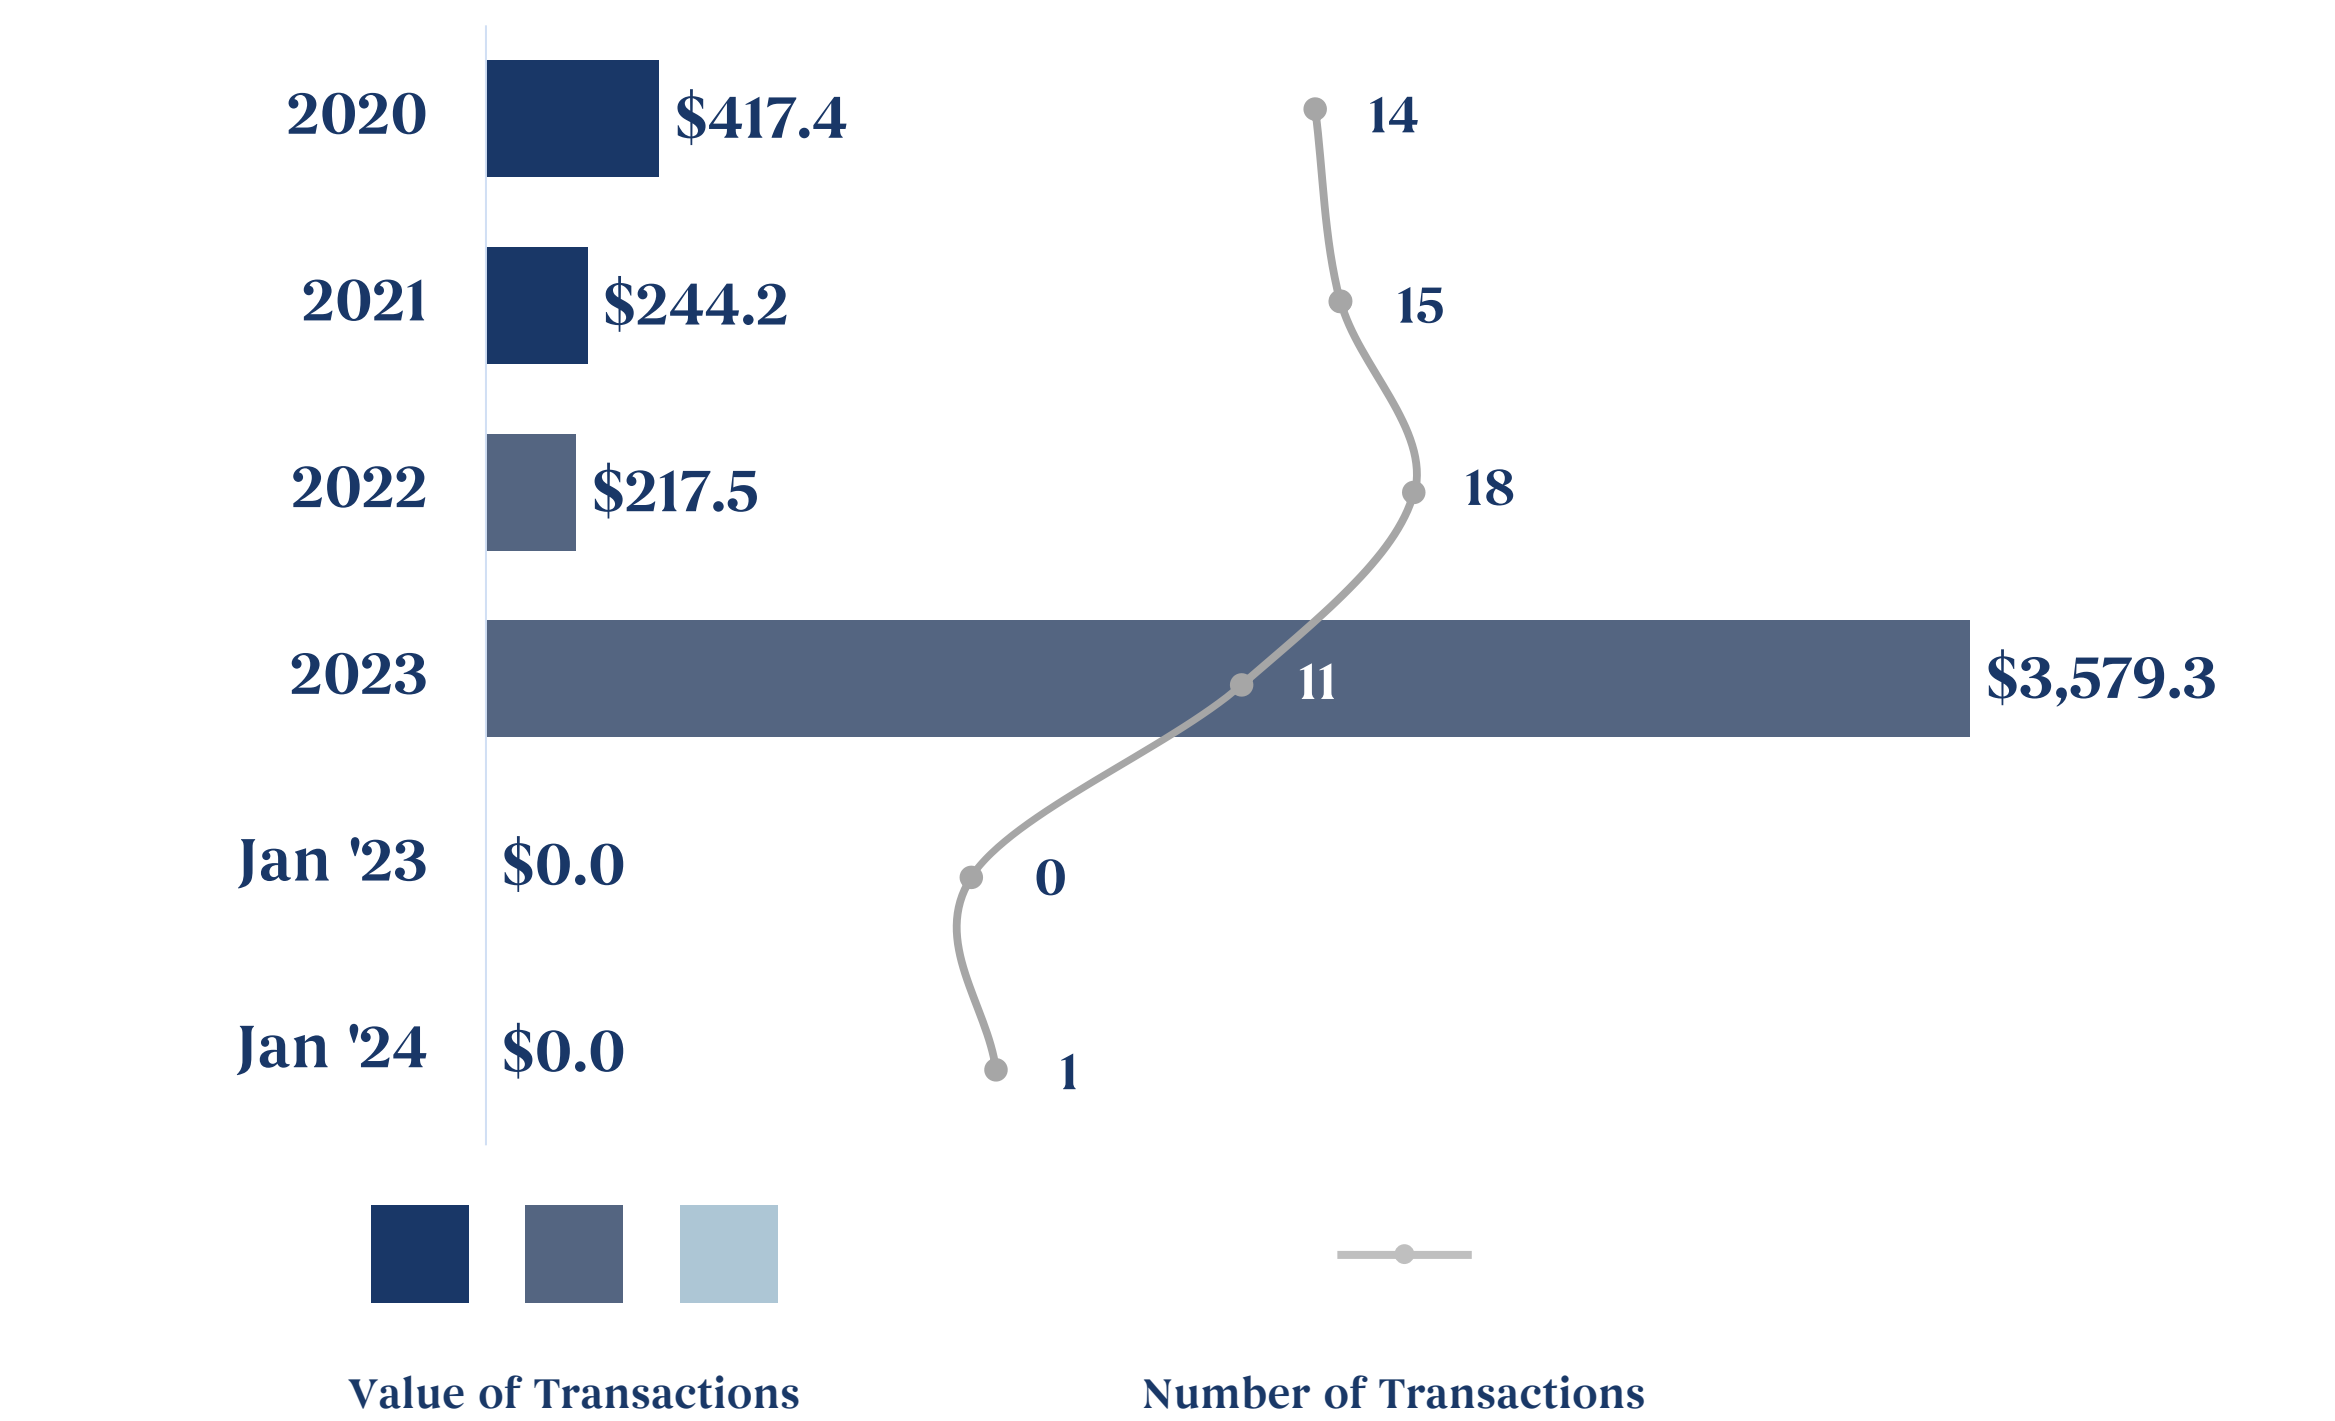 2020 $417.4 14
2021 $244.2 15
2022 $217.5 18
2023 11 $3,579.3
Jan '23 $0.0 0
Jan '24 $0.0 1
Value of Transactions Number of Transactions